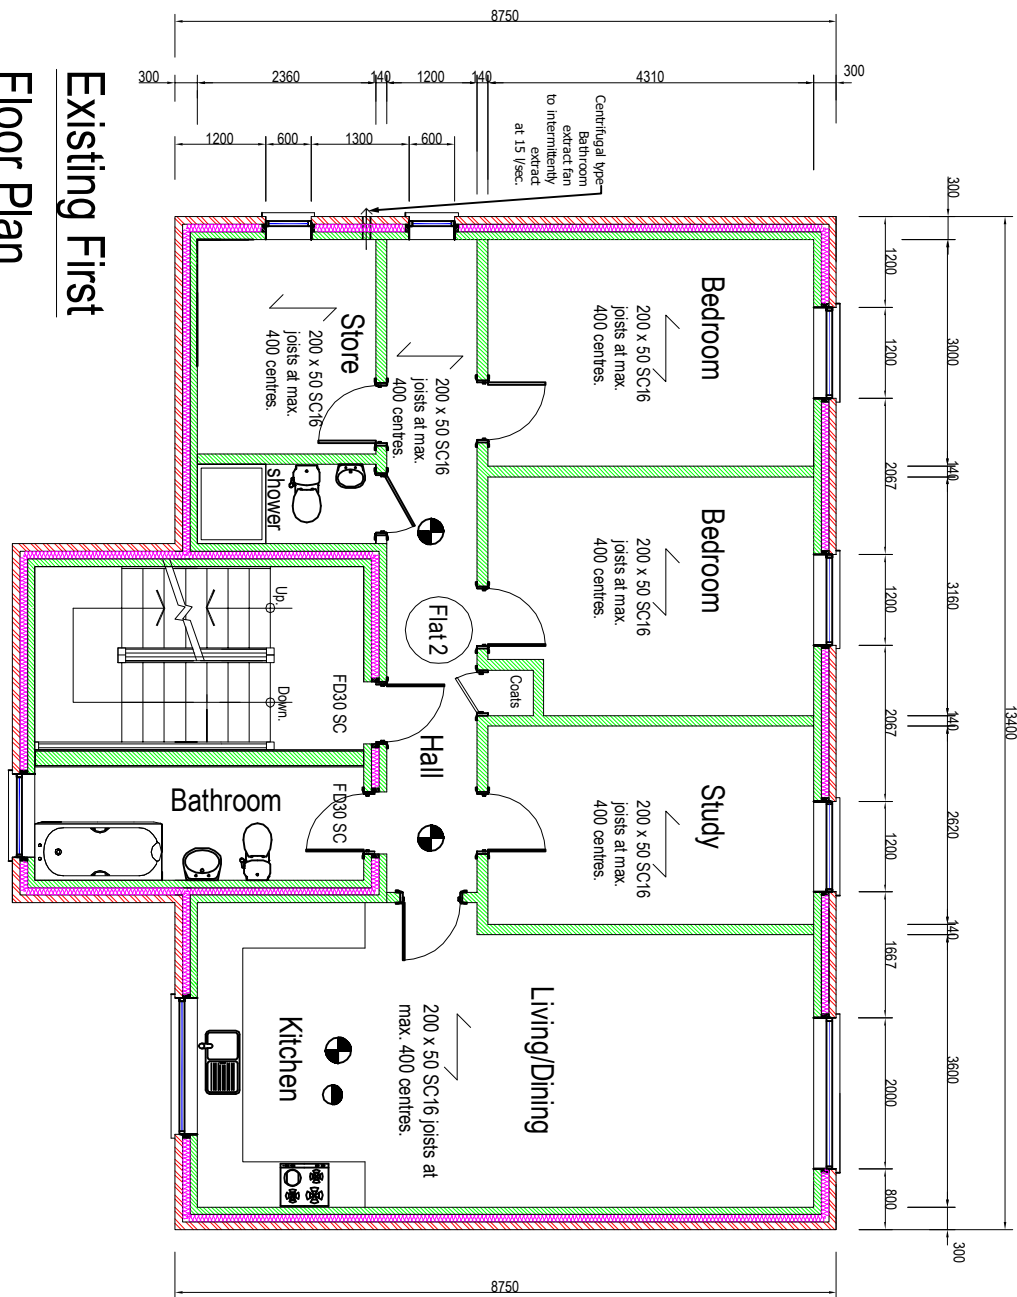 8750
300
2360
140
1200
140
4310
300
1200
600
1300
600
Centrifugal type
Bathroom
extract fan
to intermittently
extract
at 15 l/sec.
300
1200
1200
2067
1200
2067
1200
1667
2000
800
3000
140
3160
140
2620
140
3600
300
13400
Bedroom
200 x 50 SC16
joists at max.
400 centres.
Bedroom
200 x 50 SC16
joists at max.
400 centres.
Study
200 x 50 SC16
joists at max.
400 centres.
Living/Dining
200 x 50 SC16 joists at
max. 400 centres.
Kitchen
Store
200 x 50 SC16
joists at max.
400 centres.
200 x 50 SC16
joists at max.
400 centres.
shower
Flat 2
Coats
Hall
Up.
Down.
FD30 SC
FD30 SC
Bathroom
8750
Existing First
Floor Plan